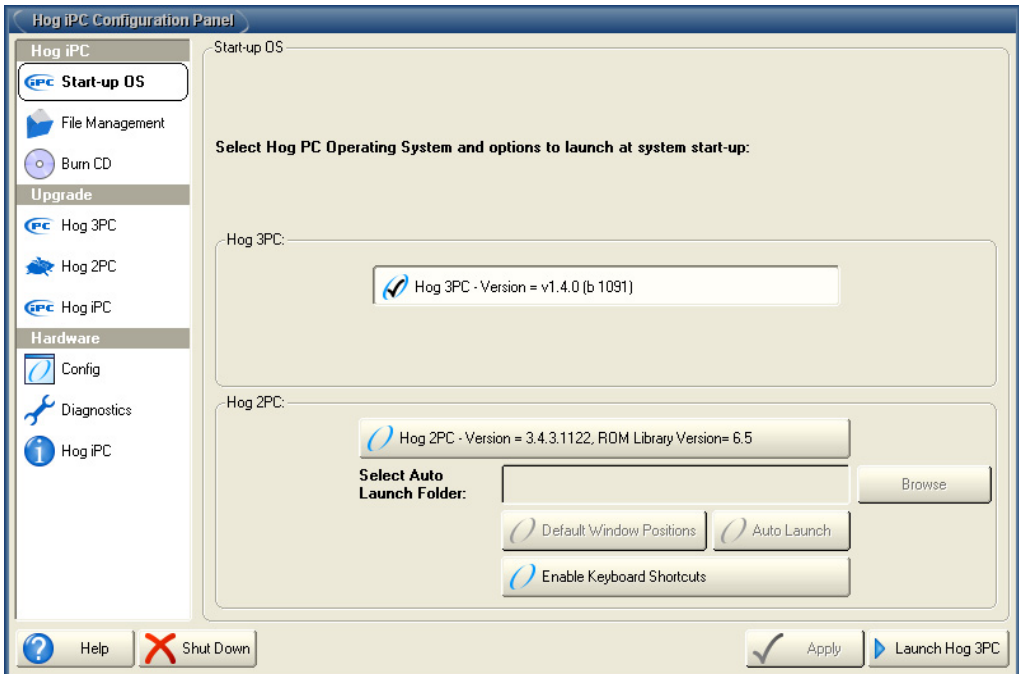 Hog iPC Configuration Panel
Hog iPC
iPC Start-up OS
File Management
Burn CD
Upgrade
PC Hog 3PC
Hog 2PC
iPC Hog iPC
Hardware
Config
Diagnostics
i Hog iPC
Start-up OS
Select Hog PC Operating System and options to launch at system start-up:
Hog 3PC:
Hog 3PC - Version = v1.4.0 (b 1091)
Hog 2PC:
Hog 2PC - Version = 3.4.3.1122, ROM Library Version= 6.5
Select Auto
Launch Folder:
Browse
Default Window Positions
Auto Launch
Enable Keyboard Shortcuts
? Help
Shut Down
Apply
Launch Hog 3PC